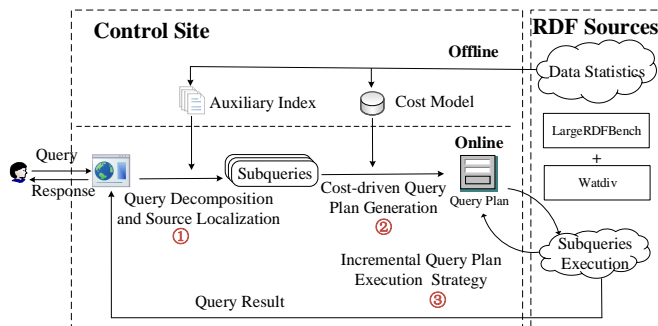 Control Site
RDF Sources
Offline
Data Statistics
Auxiliary Index
Cost Model
LargeRDFBench
+
Watdiv
Online
Query
Response
Subqueries
Query Decomposition
and Source Localization
①
Cost-driven Query
Plan Generation
②
Query Plan
Subqueries
Execution
Incremental Query Plan
Execution Strategy
③
Query Result